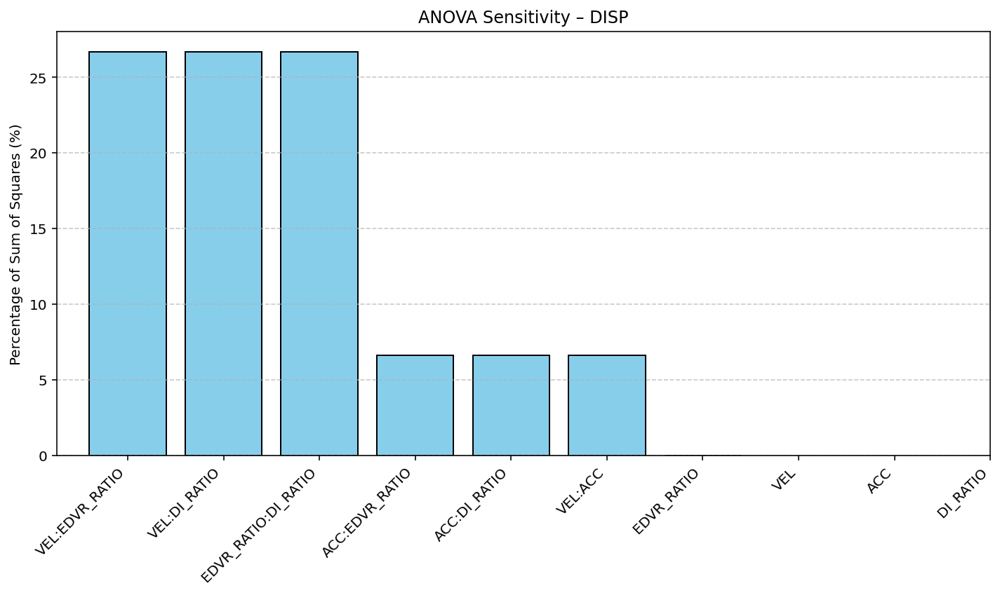 ANOVA Sensitivity – DISP
Percentage of Sum of Squares (%)
25
20
15
10
5
0
VEL:EDVR_RATIO
VEL:DI_RATIO
EDVR_RATIO:DI_RATIO
ACC:EDVR_RATIO
ACC:DI_RATIO
VEL:ACC
EDVR_RATIO
VEL
ACC
DI_RATIO